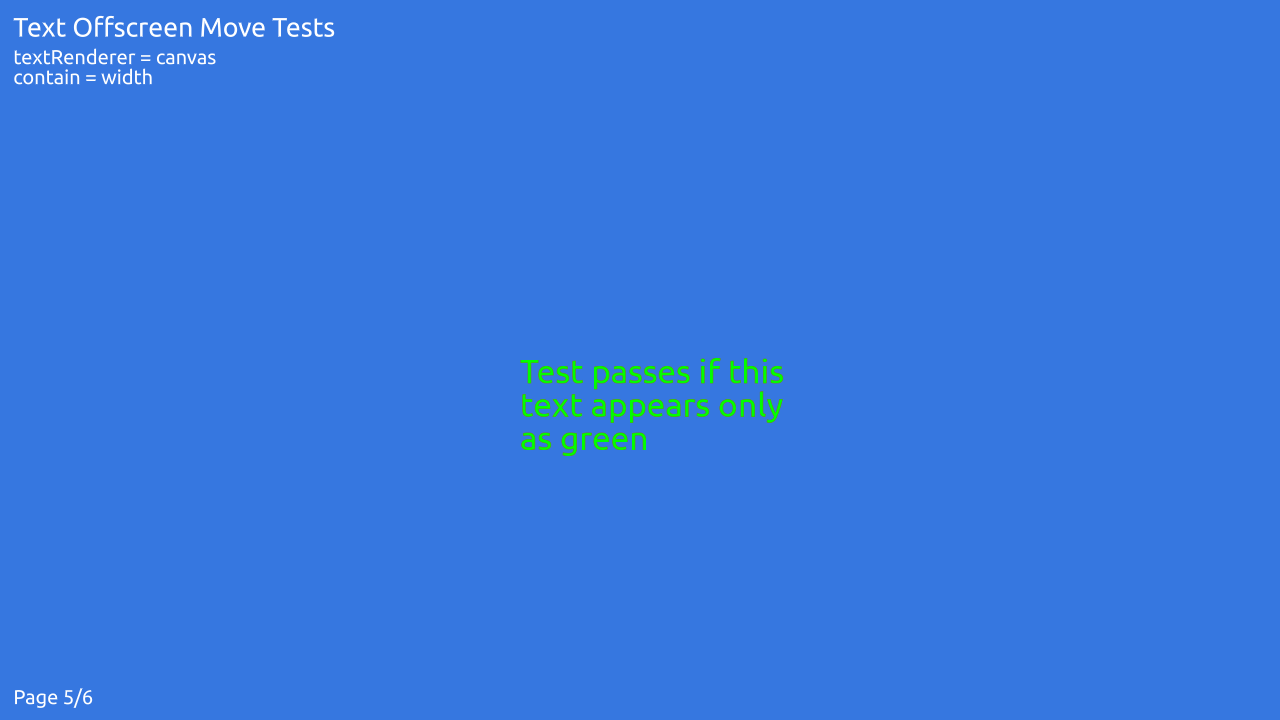 Text Offscreen Move Tests
textRenderer = canvas
contain = width
Test passes if this
text appears only
as green
Page 5/6